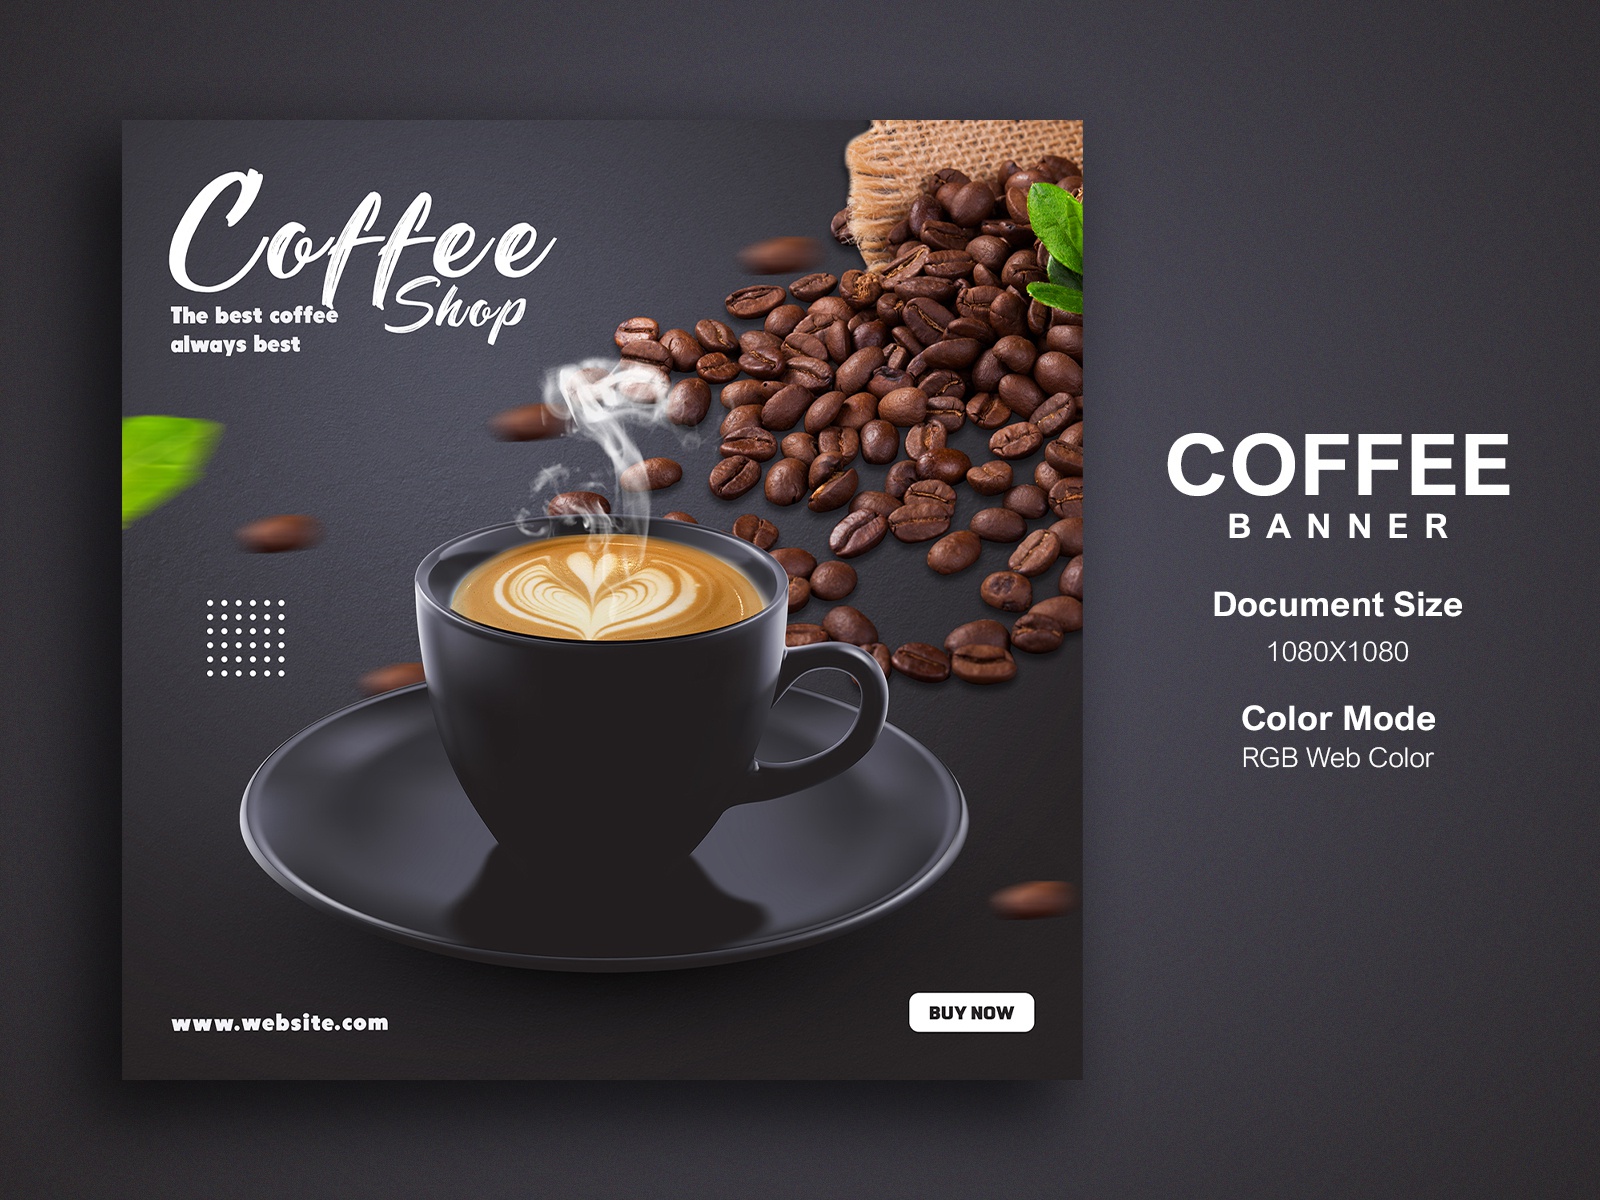 Coffee
Shop
The best coffee
always best
www.website.com
BUY NOW
COFFEE
BANNER
Document Size
1080X1080
Color Mode
RGB Web Color